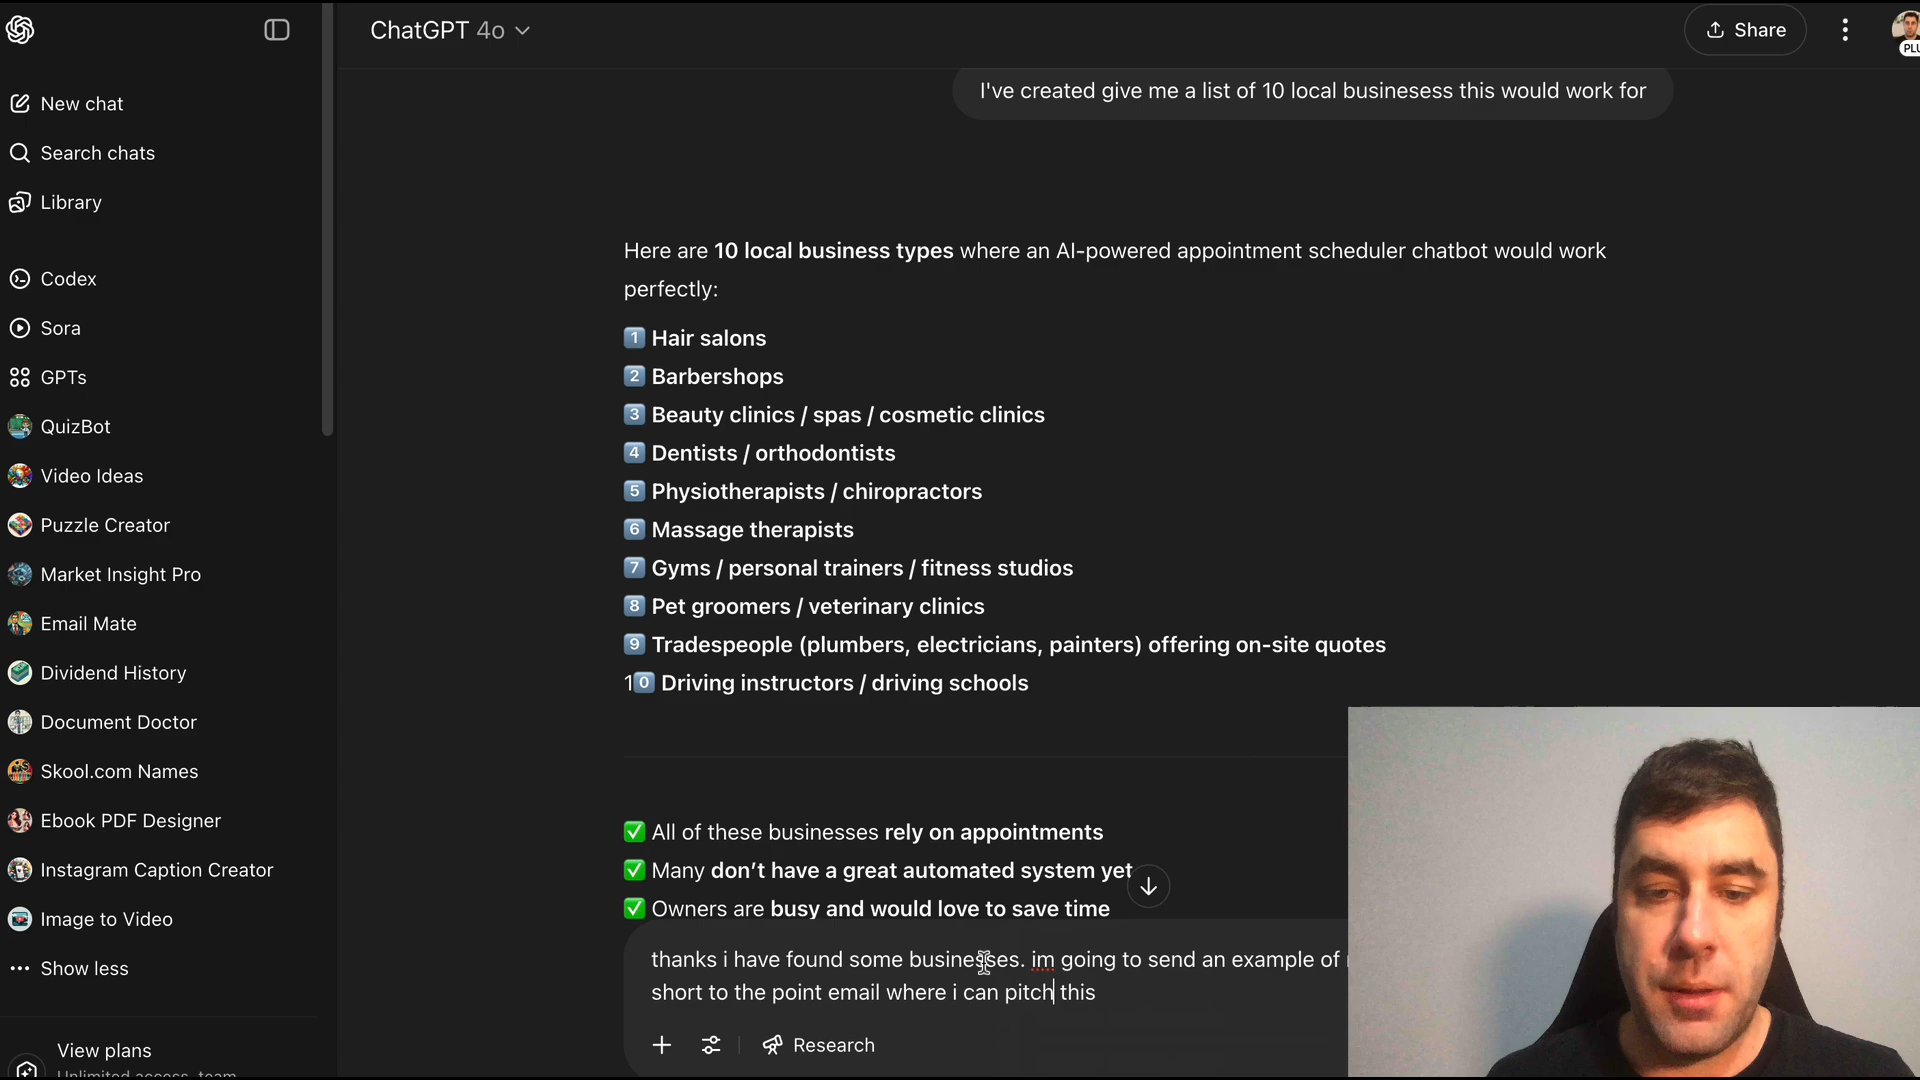 ChatGPT 4o
Share
PLU
New chat
Search chats
Library
Codex
Sora
GPTs
QuizBot
Video Ideas
Puzzle Creator
Market Insight Pro
Email Mate
Dividend History
Document Doctor
Skool.com Names
Ebook PDF Designer
Instagram Caption Creator
Image to Video
Show less
View plans
Unlimited access, team
I've created give me a list of 10 local businesess this would work for
Here are 10 local business types where an AI-powered appointment scheduler chatbot would work
perfectly:
1 Hair salons
2 Barbershops
3 Beauty clinics / spas / cosmetic clinics
4 Dentists / orthodontists
5 Physiotherapists / chiropractors
6 Massage therapists
7 Gyms / personal trainers / fitness studios
8 Pet groomers / veterinary clinics
9 Tradespeople (plumbers, electricians, painters) offering on-site quotes
10 Driving instructors / driving schools
All of these businesses rely on appointments
Many don't have a great automated system yet
Owners are busy and would love to save time
thanks i have found some businesses. im going to send an example of
short to the point email where i can pitch this
Research